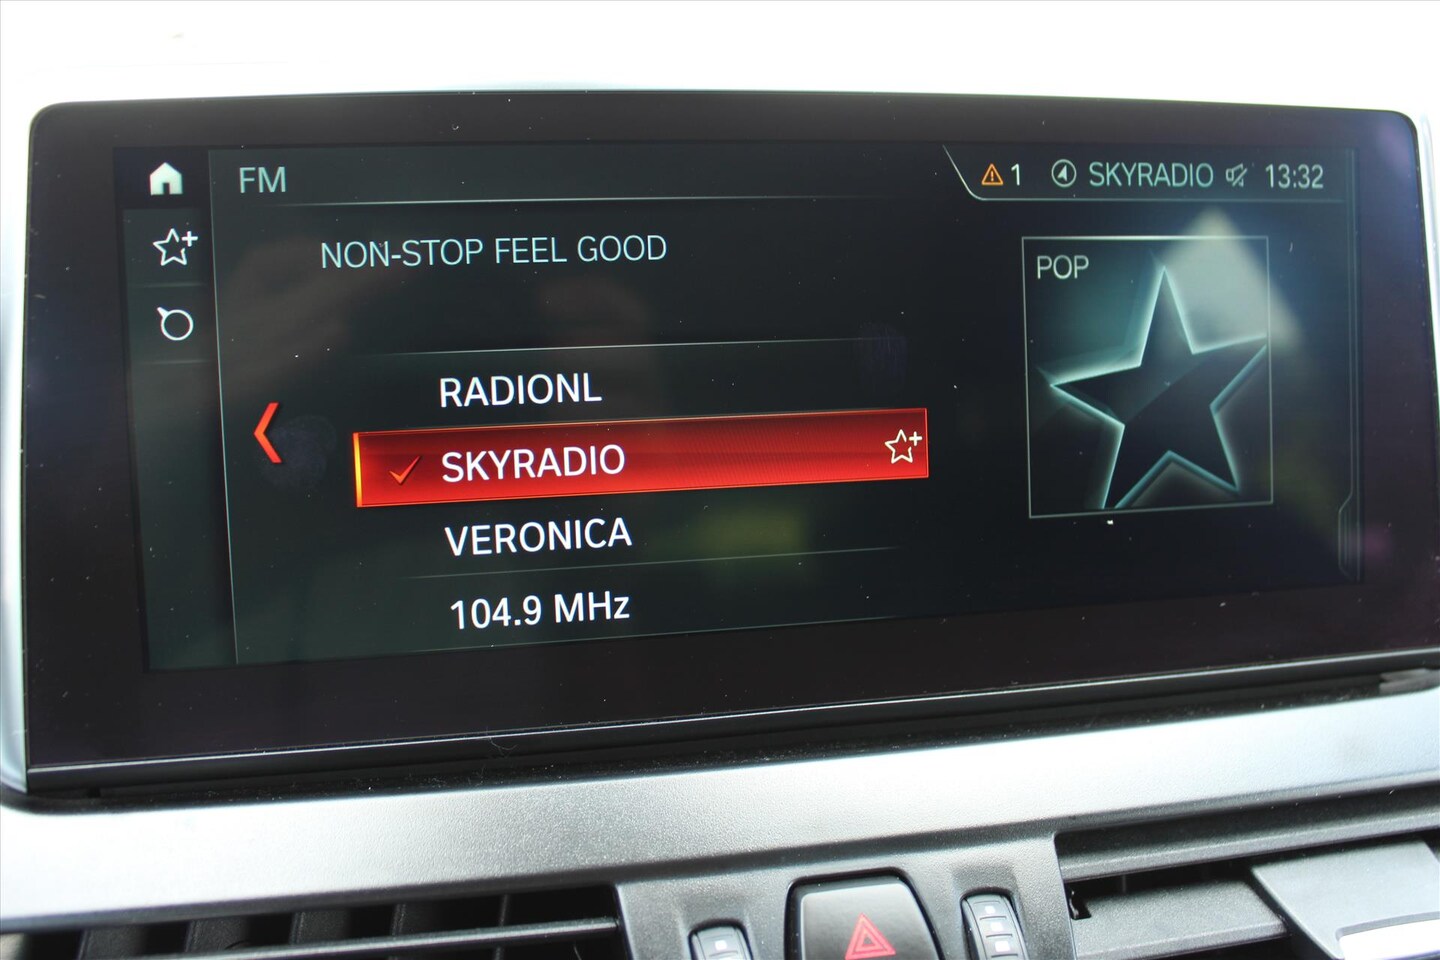 FM
1 SKYRADIO 13:32
NON-STOP FEEL GOOD
POP
RADIONL
SKYRADIO
VERONICA
104.9 MHz